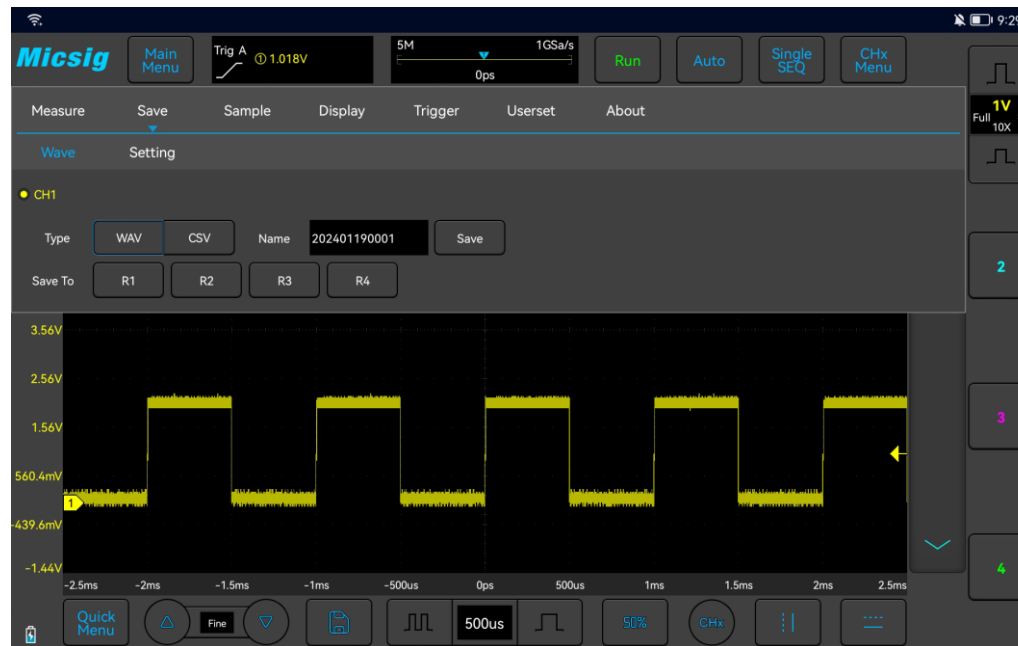 9:29
Micsig
Main Menu
Trig A ① 1.018V
5M 1GSa/s
0ps
Run
Auto
Single SEQ
CHx Menu
Measure Save Sample Display Trigger Userset About
1V
Full 10X
Wave Setting
CH1
Type WAV CSV Name 202401190001 Save
Save To R1 R2 R3 R4
2
3.56V
2.56V
1.56V
3
560.4mV
1
-439.6mV
-1.44V
4
-2.5ms -2ms -1.5ms -1ms -500us 0ps 500us 1ms 1.5ms 2ms 2.5ms
Quick Menu
Fine
500us
50%
CHx